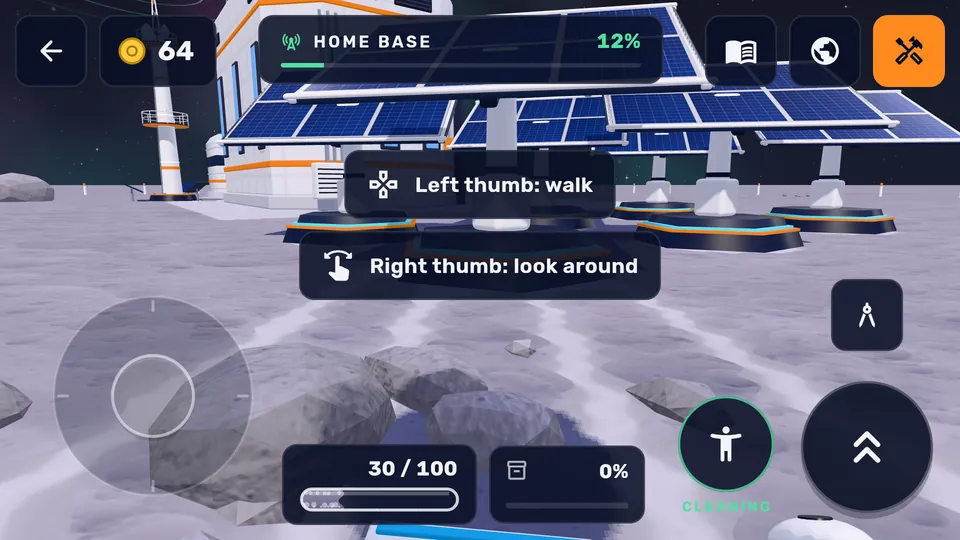 64
HOME BASE
12%
Left thumb: walk
Right thumb: look around
30 / 100
0%
CLEANING